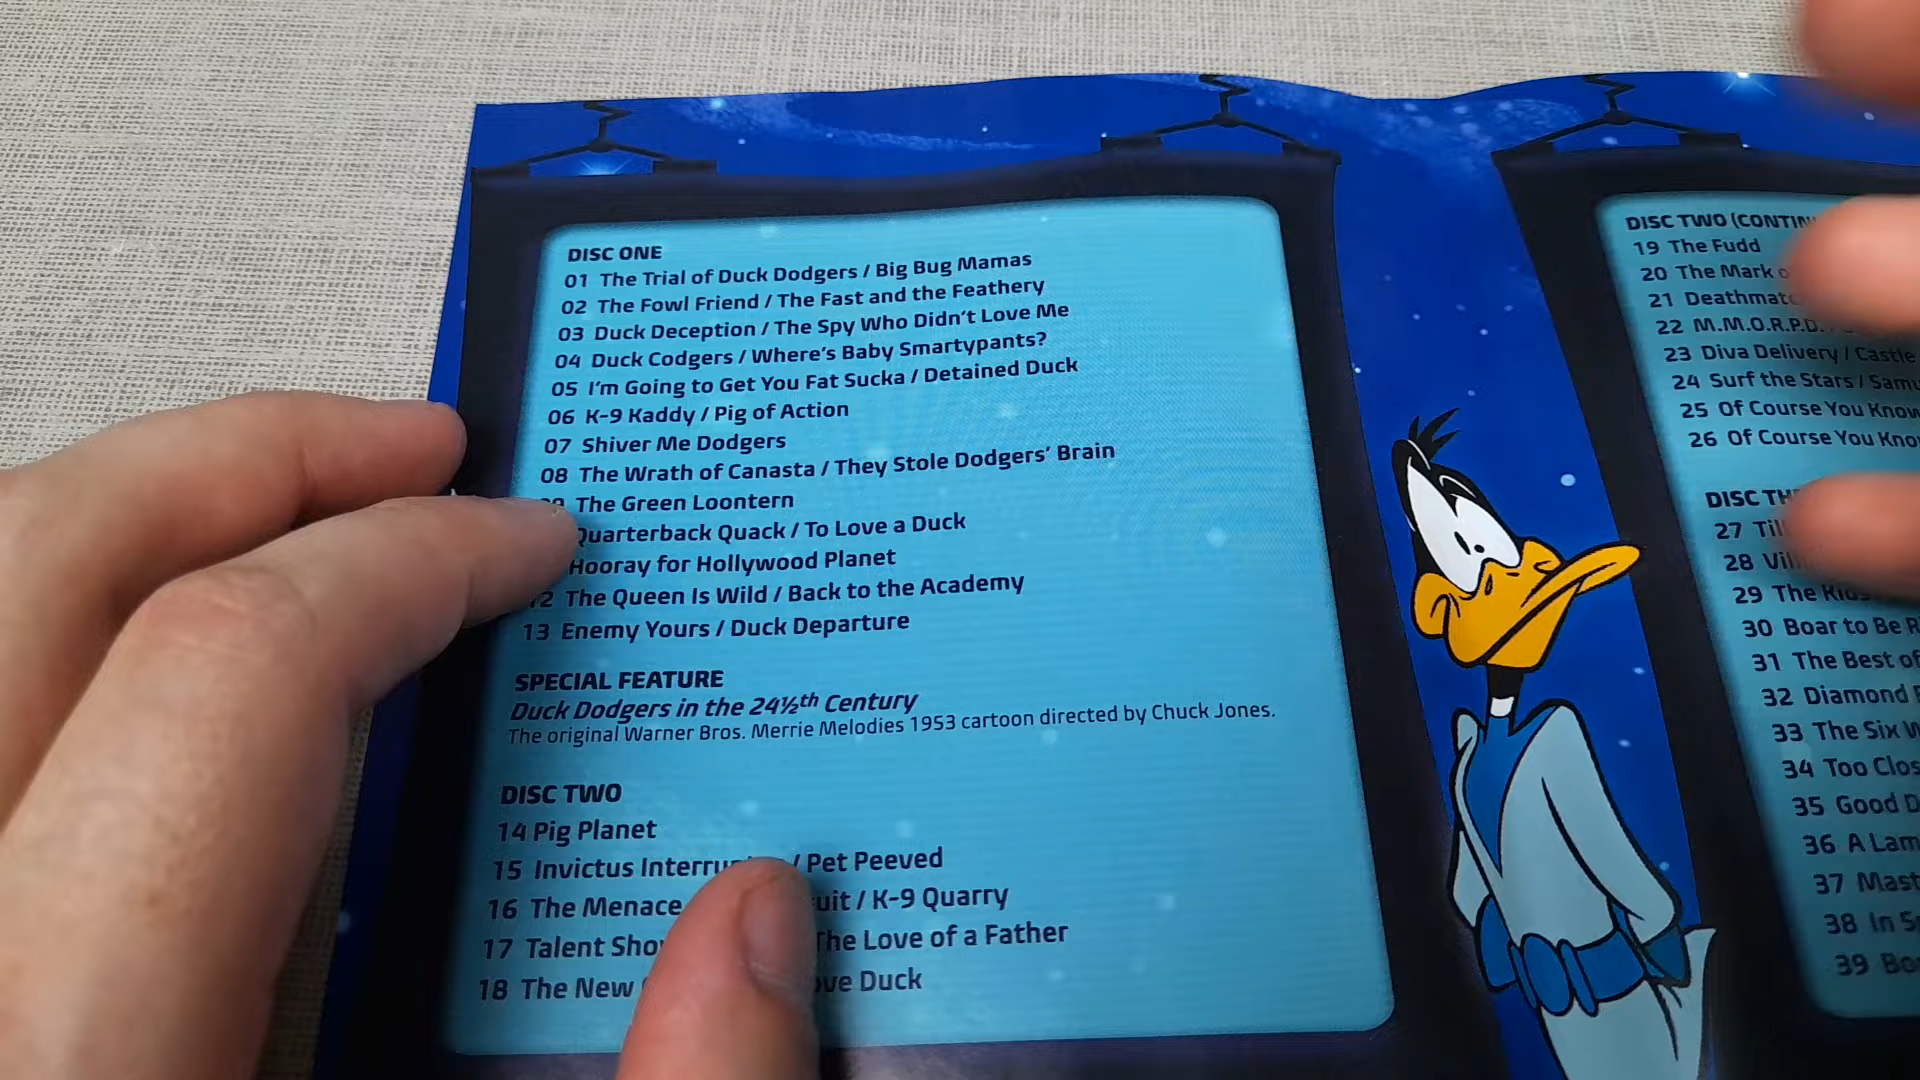 DISC ONE
01 The Trial of Duck Dodgers / Big Bug Mamas
02 The Fowl Friend / The Fast and the Feathery
03 Duck Deception / The Spy Who Didn't Love Me
04 Duck Codgers / Where's Baby Smartypants?
05 I'm Going to Get You Fat Sucka / Detained Duck
06 K-9 Kaddy / Pig of Action
07 Shiver Me Dodgers
08 The Wrath of Canasta / They Stole Dodgers' Brain
The Green Loontern
Quarterback Quack / To Love a Duck
Hooray for Hollywood Planet
The Queen Is Wild / Back to the Academy
13 Enemy Yours / Duck Departure
SPECIAL FEATURE
Duck Dodgers in the 24½th Century
The original Warner Bros. Merrie Melodies 1953 cartoon directed by Chuck Jones.
DISC TWO
14 Pig Planet
15 Invictus / Pet Peeved
16 The Menace / K-9 Quarry
17 Talent The Love of a Father
18 The New Duck
DISC TWO
19 The Fudd
20 The Mark
21
22 M.M.O.R.P.D.
23 Diva Delivery / Castle
24 Surf the Stars /
25 Of Course You Know
26 Of Course You
DISC
27
28
29 The
30 Boar to Be
31 The Best of
32 Diamond
33 The Six
34 Too
35 Good
36 A
37
38 In
39